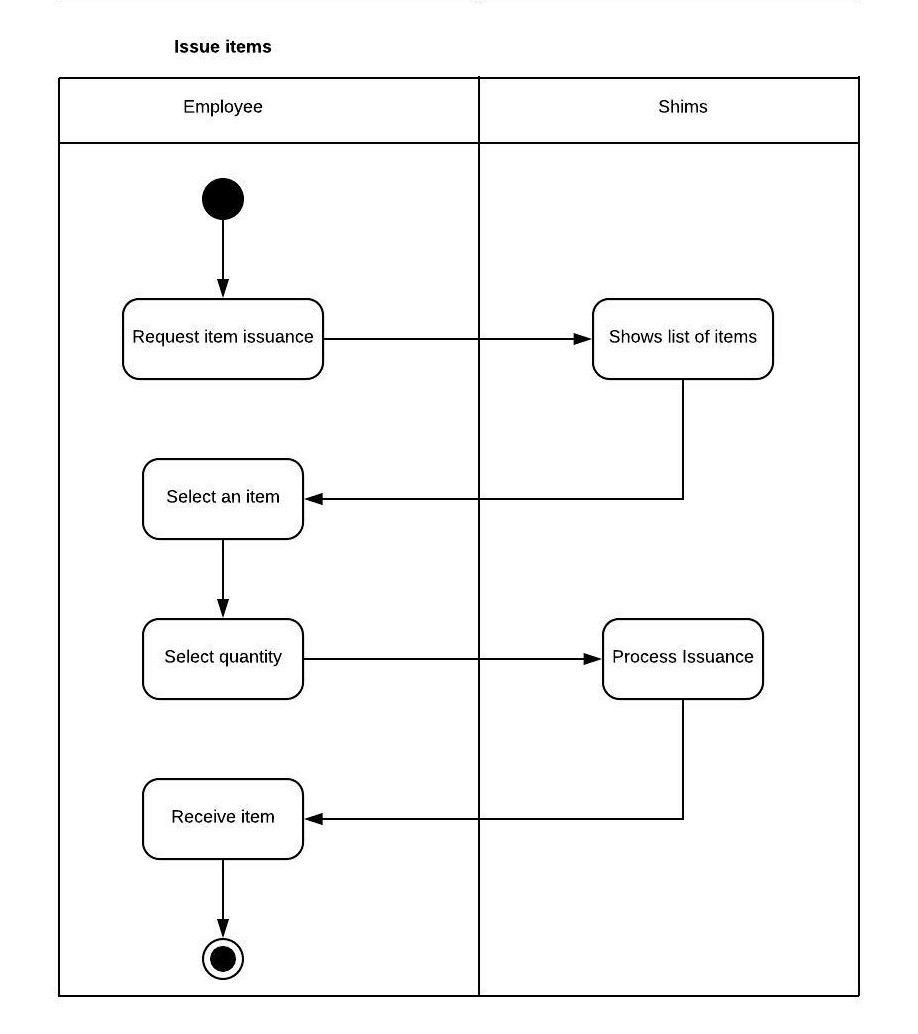 Issue items
Employee
Shims
Request item issuance
Shows list of items
Select an item
Select quantity
Process Issuance
Receive item